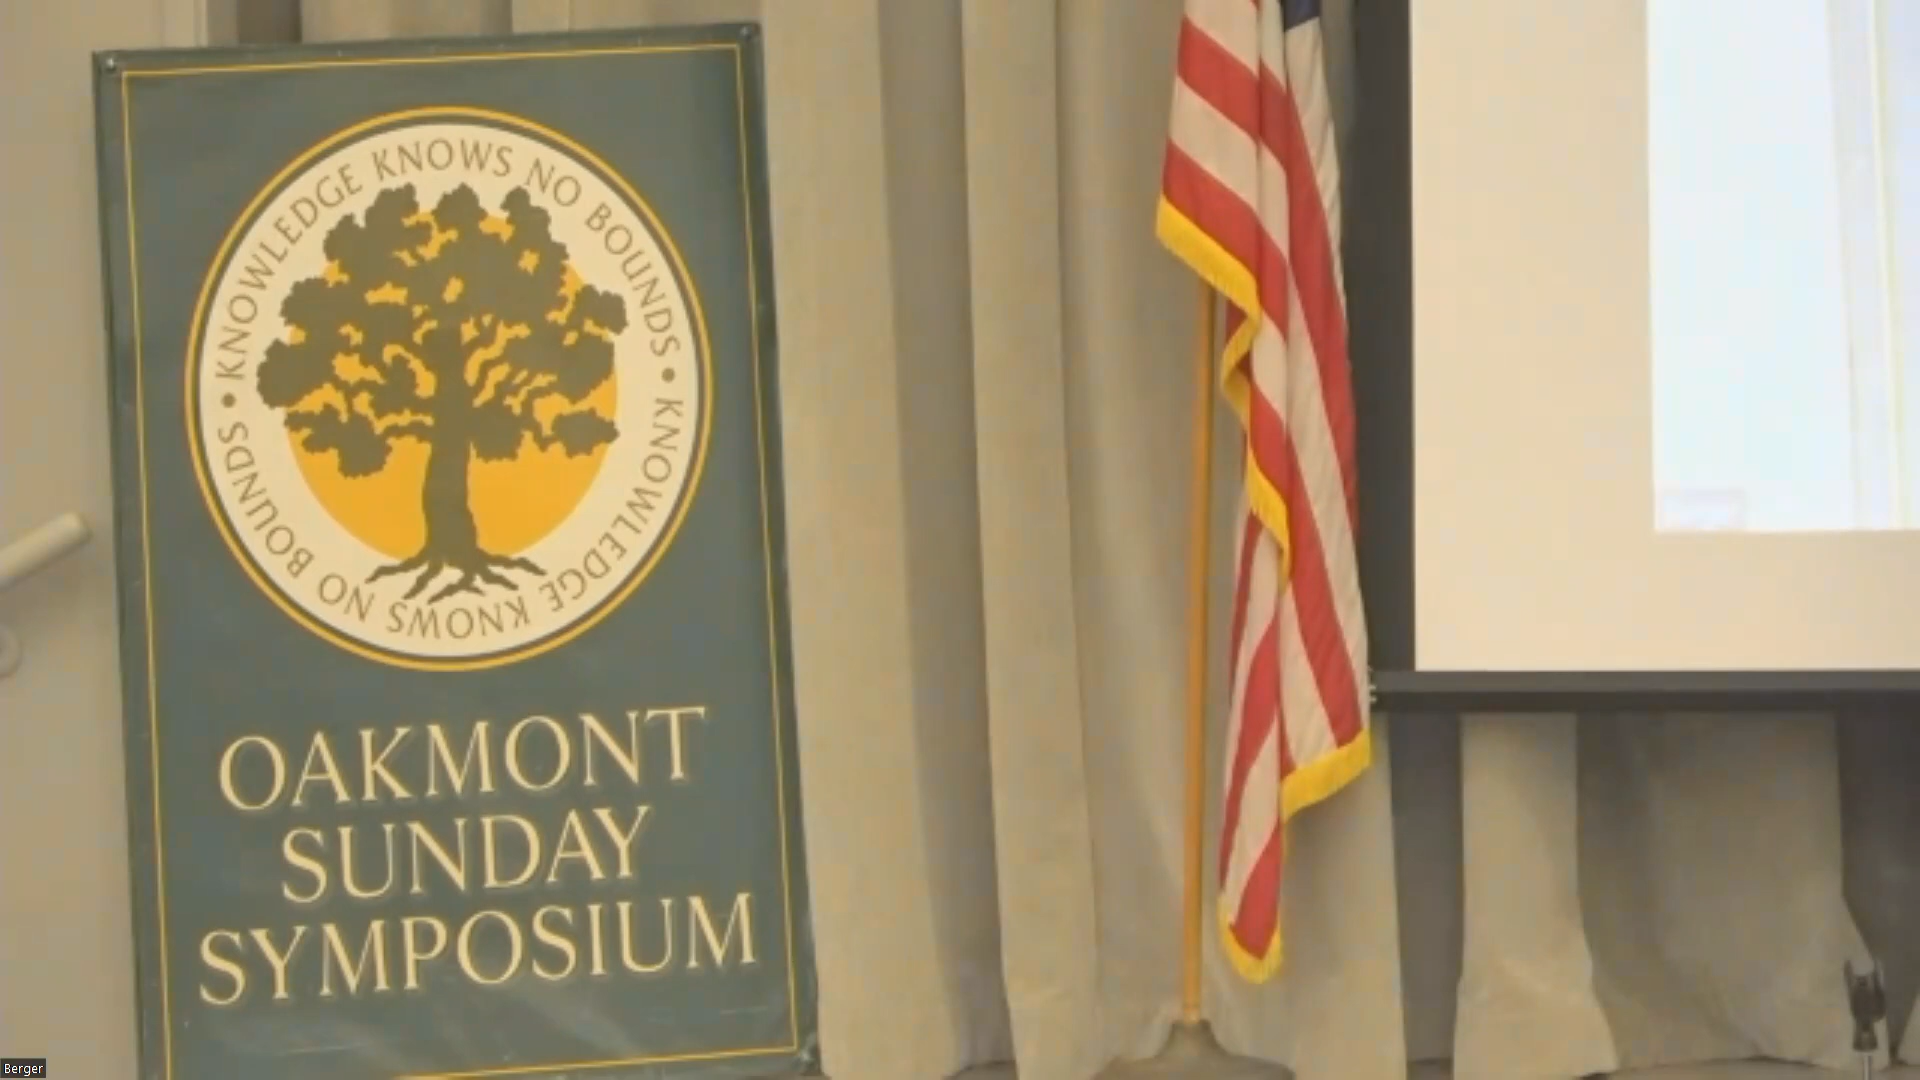 • KNOWLEDGE KNOWS NO BOUNDS • KNOWLEDGE KNOWS NO BOUNDS
OAKMONT
SUNDAY
SYMPOSIUM
Berger